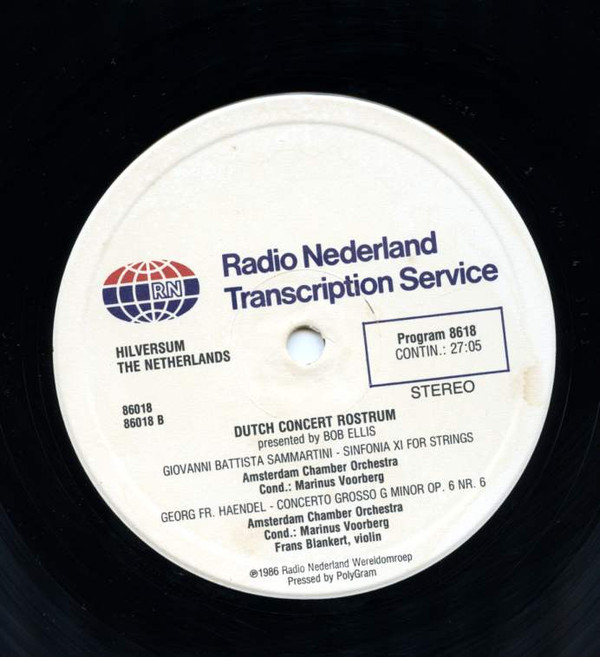 Radio Nederland
Transcription Service
RN
HILVERSUM
THE NETHERLANDS
Program 8618
CONTIN.: 27:05
STEREO
86018
86018 B
DUTCH CONCERT ROSTRUM
presented by BOB ELLIS
GIOVANNI BATTISTA SAMMARTINI - SINFONIA XI FOR STRINGS
Amsterdam Chamber Orchestra
Cond.: Marinus Voorberg
GEORG FR. HAENDEL - CONCERTO GROSSO G MINOR OP. 6 NR. 6
Amsterdam Chamber Orchestra
Cond.: Marinus Voorberg
Frans Blankert, violin
℗1986 Radio Nederland Wereldomroep
Pressed by PolyGram